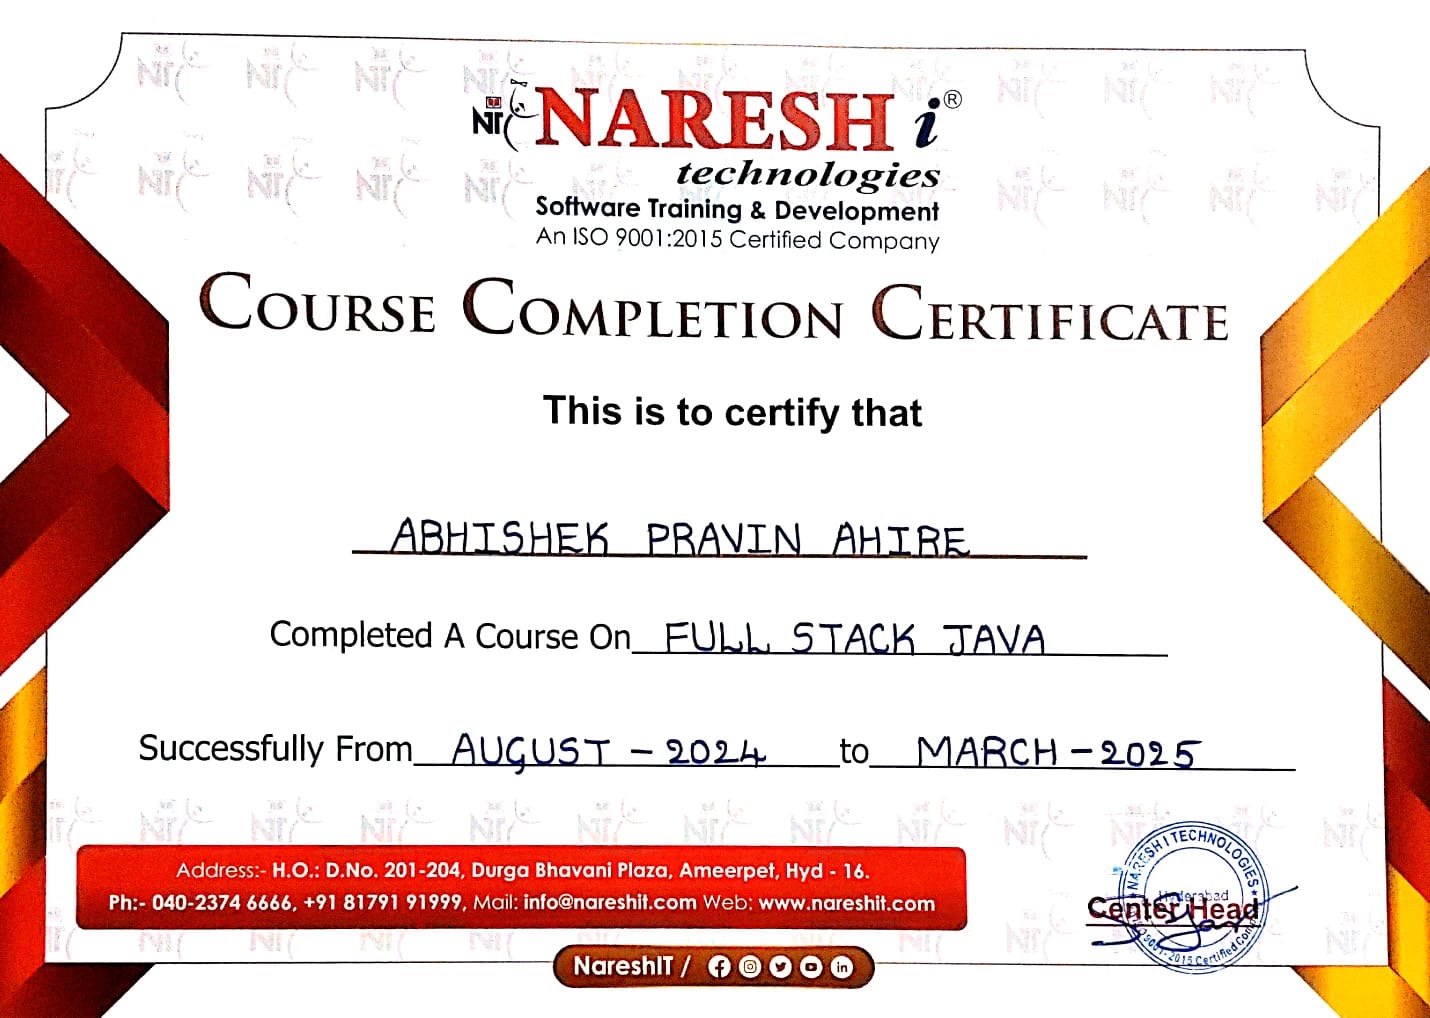 NT NARESH i ®
technologies
Software Training & Development
An ISO 9001:2015 Certified Company
COURSE COMPLETION CERTIFICATE
This is to certify that
ABHISHEK PRAVIN AHIRE
Completed A Course On FULL STACK JAVA
Successfully From AUGUST - 2024 to MARCH - 2025
Address:- H.O.: D.No. 201-204, Durga Bhavani Plaza, Ameerpet, Hyd - 16.
Ph:- 040-2374 6666, +91 81791 91999, Mail: info@nareshit.com Web: www.nareshit.com
NARESH I TECHNOLOGIES
Hyderabad
Center Head
ISO 9001:2015 Certified Com
NareshIT /